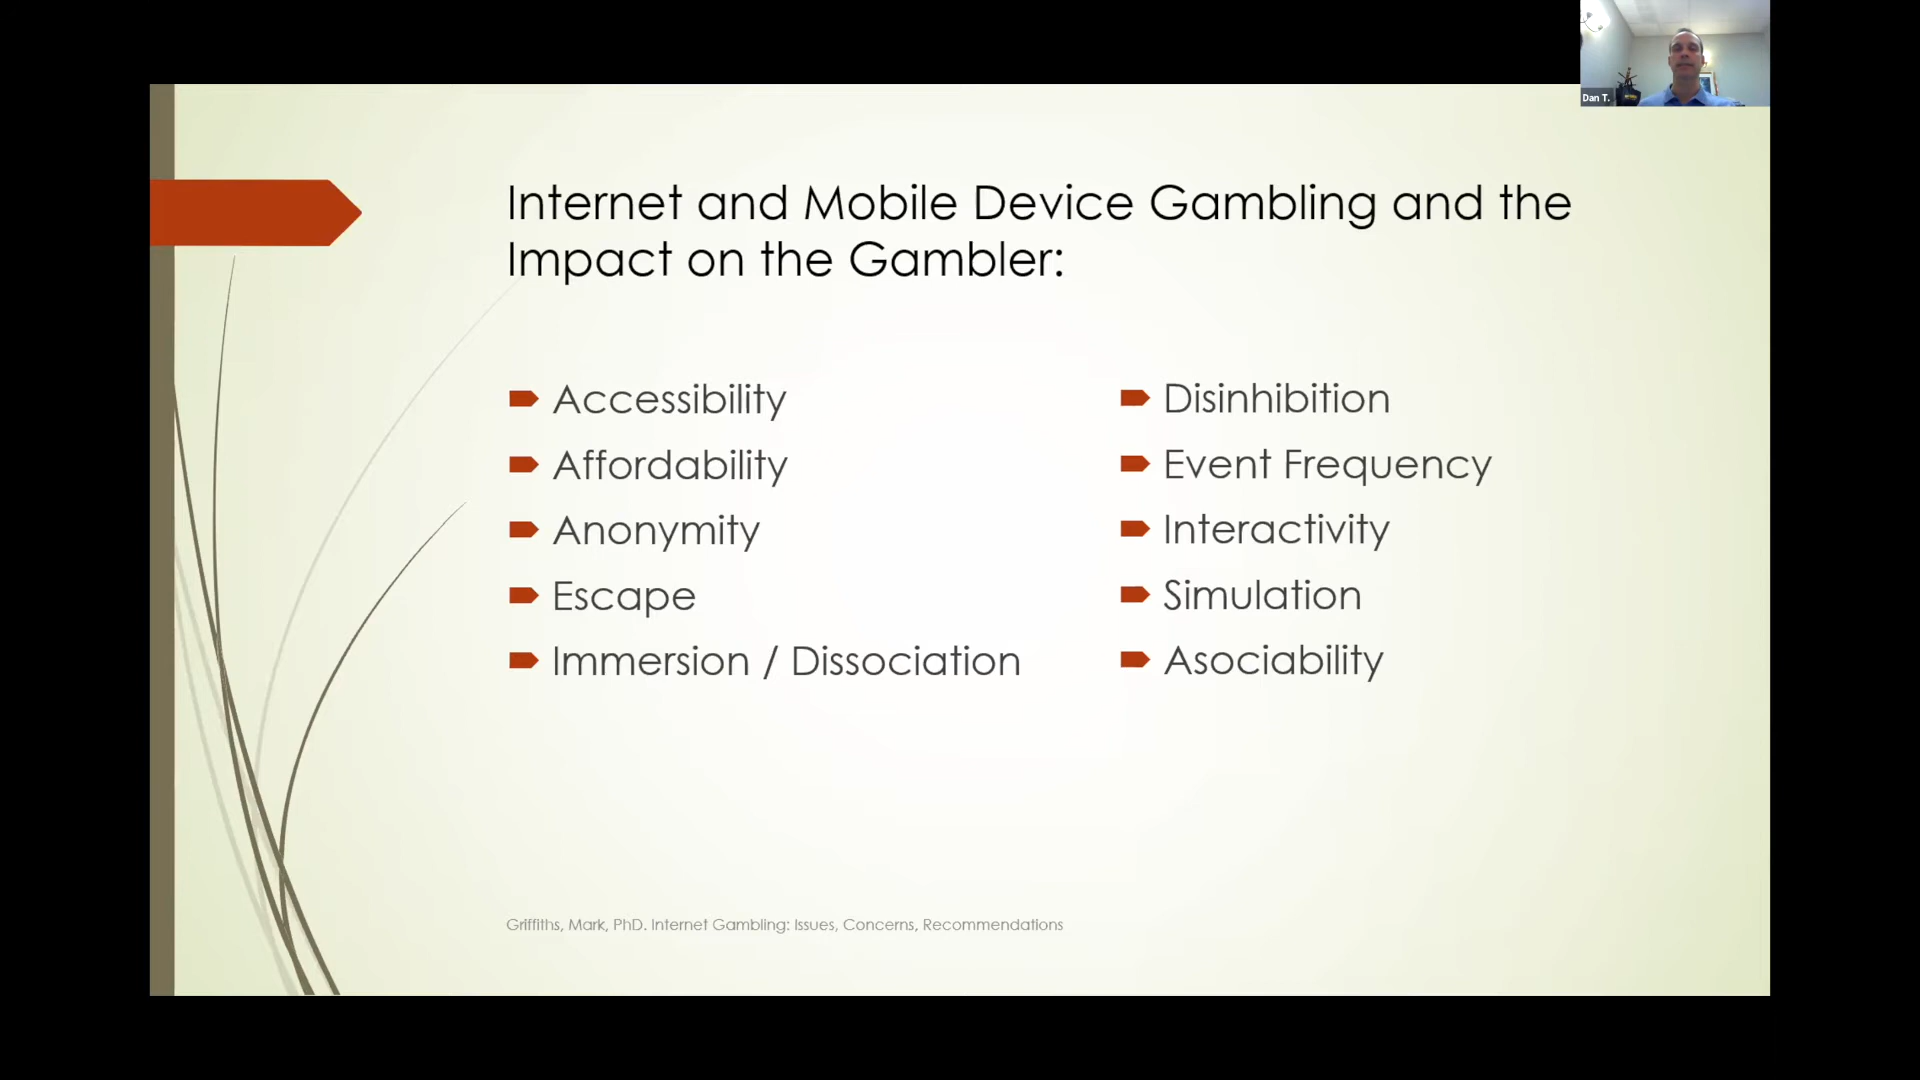 Dan T.
Internet and Mobile Device Gambling and the
Impact on the Gambler:
Accessibility
Affordability
Anonymity
Escape
Immersion / Dissociation
Disinhibition
Event Frequency
Interactivity
Simulation
Asociability
Griffiths, Mark, PhD. Internet Gambling: Issues, Concerns, Recommendations